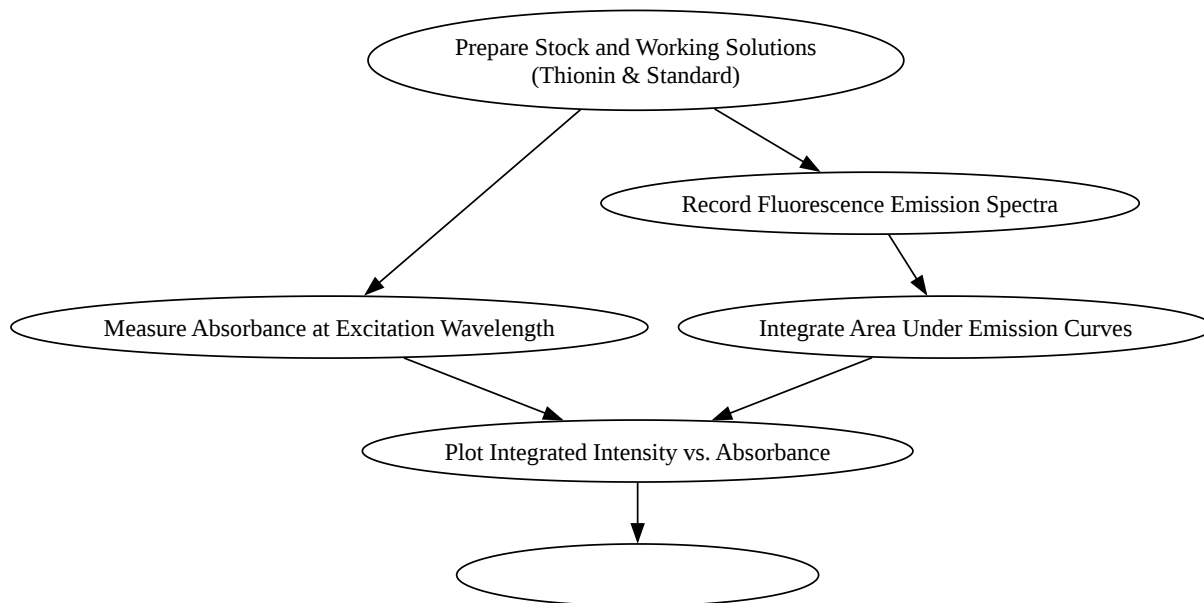 Prepare Stock and Working Solutions
(Thionin & Standard)
Record Fluorescence Emission Spectra
Measure Absorbance at Excitation Wavelength
Integrate Area Under Emission Curves
Plot Integrated Intensity vs. Absorbance